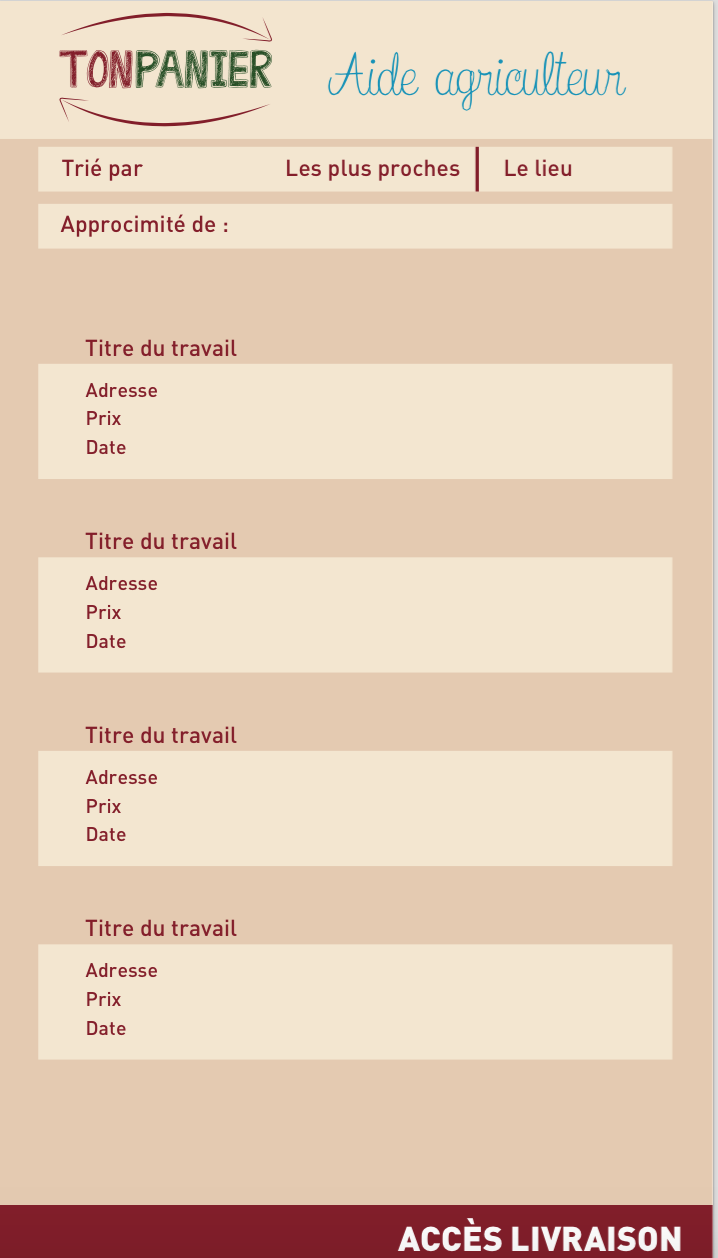 TONPANIER
Aide agriculteur
Trié par Les plus proches Le lieu
Approcimité de :
Titre du travail
Adresse
Prix
Date
Titre du travail
Adresse
Prix
Date
Titre du travail
Adresse
Prix
Date
Titre du travail
Adresse
Prix
Date
ACCÈS LIVRAISON